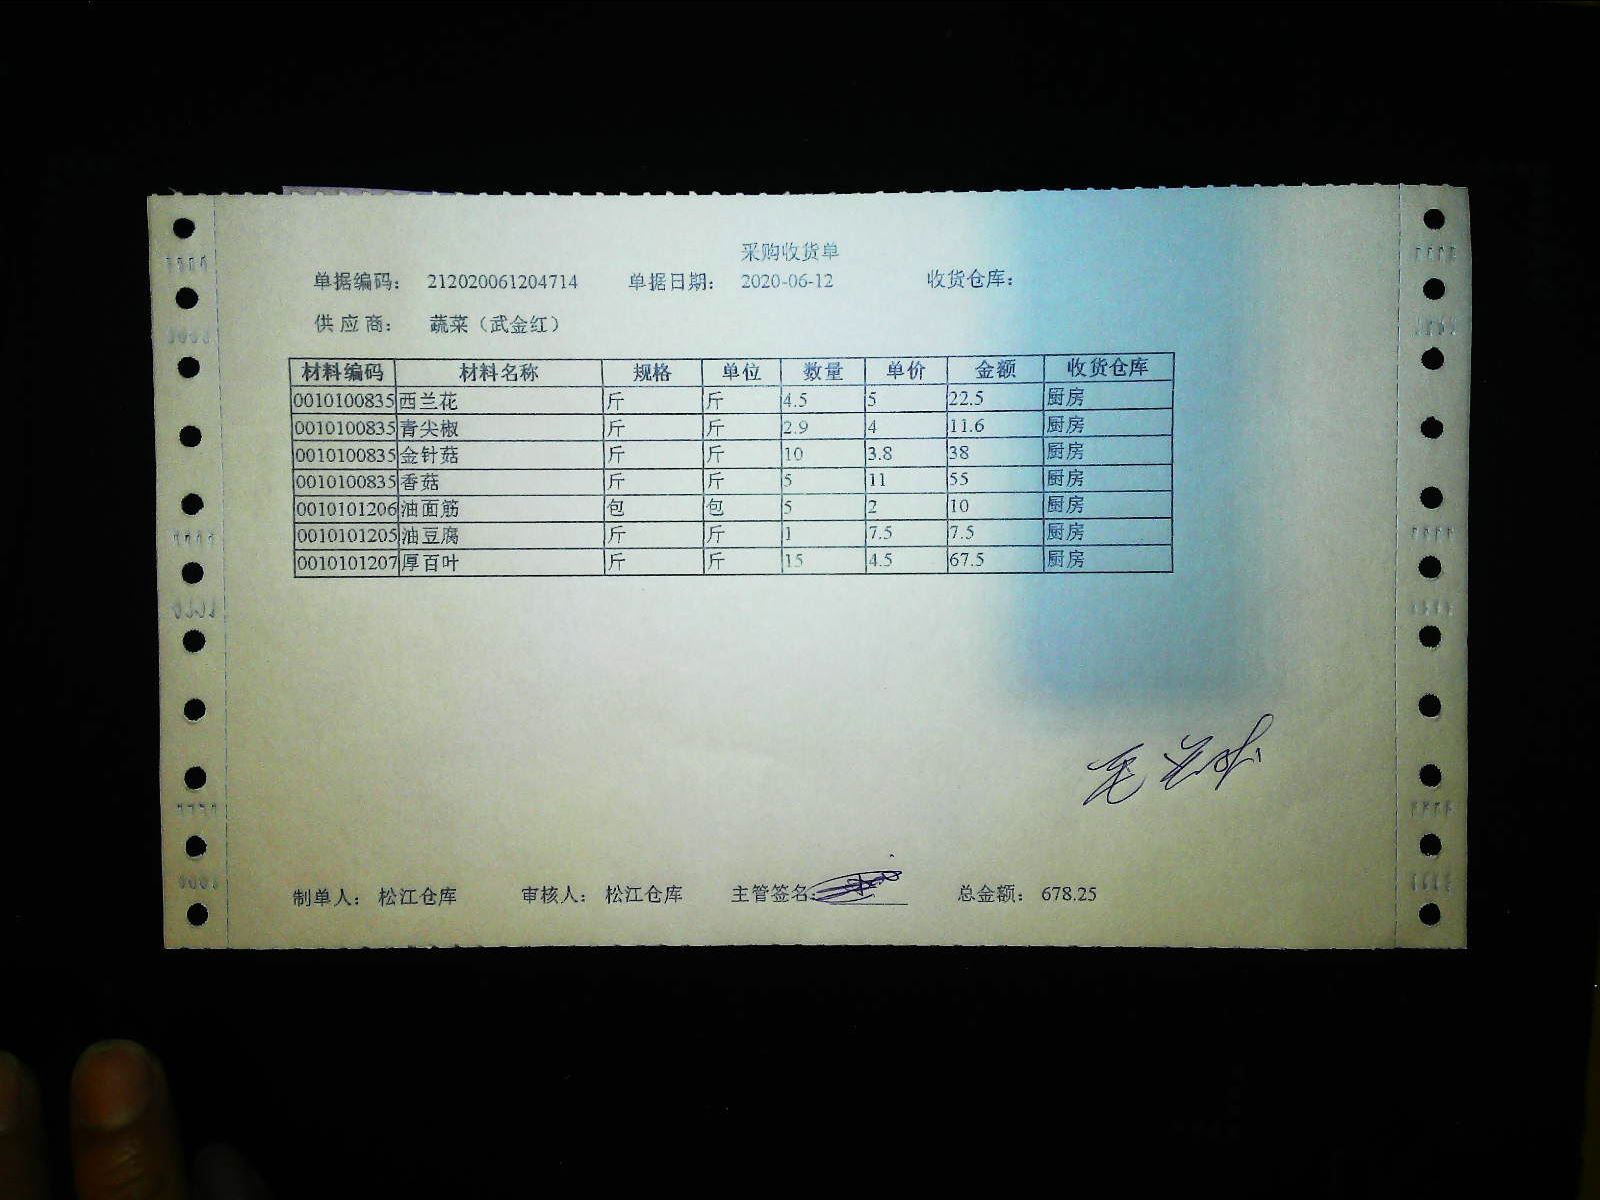 采购收货单
单据编码： 212020061204714 单据日期： 2020-06-12 收货仓库：
供应商： 蔬菜（武金红）
材料编码 材料名称 规格 单位 数量 单价 金额 收货仓库
0010100835 西兰花 斤 斤 4.5 5 22.5 厨房
0010100835 青尖椒 斤 斤 2.9 4 11.6 厨房
0010100835 金针菇 斤 斤 10 3.8 38 厨房
0010100835 香菇 斤 斤 5 11 55 厨房
0010101206 油面筋 包 包 5 2 10 厨房
0010101205 油豆腐 斤 斤 1 7.5 7.5 厨房
0010101207 厚百叶 斤 斤 15 4.5 67.5 厨房
制单人： 松江仓库 审核人： 松江仓库 主管签名: 总金额： 678.25